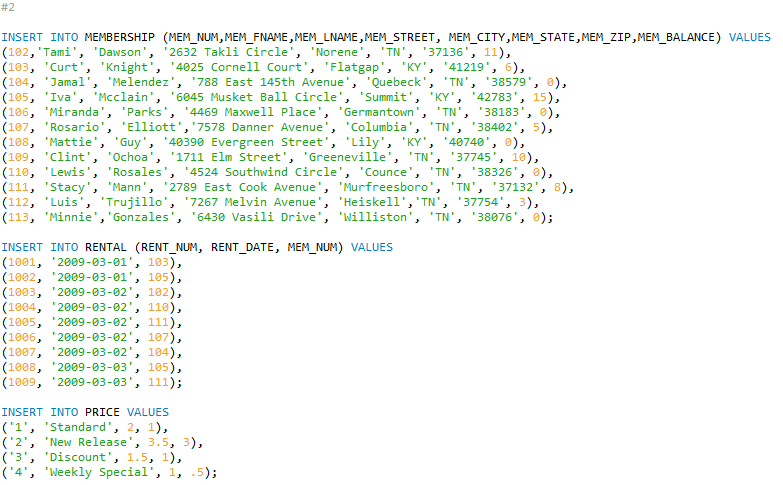 #2
INSERT INTO MEMBERSHIP (MEM_NUM,MEM_FNAME,MEM_LNAME,MEM_STREET, MEM_CITY,MEM_STATE,MEM_ZIP,MEM_BALANCE) VALUES
(102,'Tami', 'Dawson', '2632 Takli Circle', 'Norene', 'TN', '37136', 11),
(103, 'Curt', 'Knight', '4025 Cornell Court', 'Flatgap', 'KY', '41219', 6),
(104, 'Jamal', 'Melendez', '788 East 145th Avenue', 'Quebeck', 'TN', '38579', 0),
(105, 'Iva', 'Mcclain', '6045 Musket Ball Circle', 'Summit', 'KY', '42783', 15),
(106, 'Miranda', 'Parks', '4469 Maxwell Place', 'Germantown', 'TN', '38183', 0),
(107, 'Rosario', 'Elliott','7578 Danner Avenue', 'Columbia', 'TN', '38402', 5),
(108, 'Mattie', 'Guy', '40390 Evergreen Street', 'Lily', 'KY', '40740', 0),
(109, 'Clint', 'Ochoa', '1711 Elm Street', 'Greeneville', 'TN', '37745', 10),
(110, 'Lewis', 'Rosales', '4524 Southwind Circle', 'Counce', 'TN', '38326', 0),
(111, 'Stacy', 'Mann', '2789 East Cook Avenue', 'Murfreesboro', 'TN', '37132', 8),
(112, 'Luis', 'Trujillo', '7267 Melvin Avenue', 'Heiskell','TN', '37754', 3),
(113, 'Minnie','Gonzales', '6430 Vasili Drive', 'Williston', 'TN', '38076', 0);
INSERT INTO RENTAL (RENT_NUM, RENT_DATE, MEM_NUM) VALUES
(1001, '2009-03-01', 103),
(1002, '2009-03-01', 105),
(1003, '2009-03-02', 102),
(1004, '2009-03-02', 110),
(1005, '2009-03-02', 111),
(1006, '2009-03-02', 107),
(1007, '2009-03-02', 104),
(1008, '2009-03-03', 105),
(1009, '2009-03-03', 111);
INSERT INTO PRICE VALUES
('1', 'Standard', 2, 1),
('2', 'New Release', 3.5, 3),
('3', 'Discount', 1.5, 1),
('4', 'Weekly Special', 1, .5);